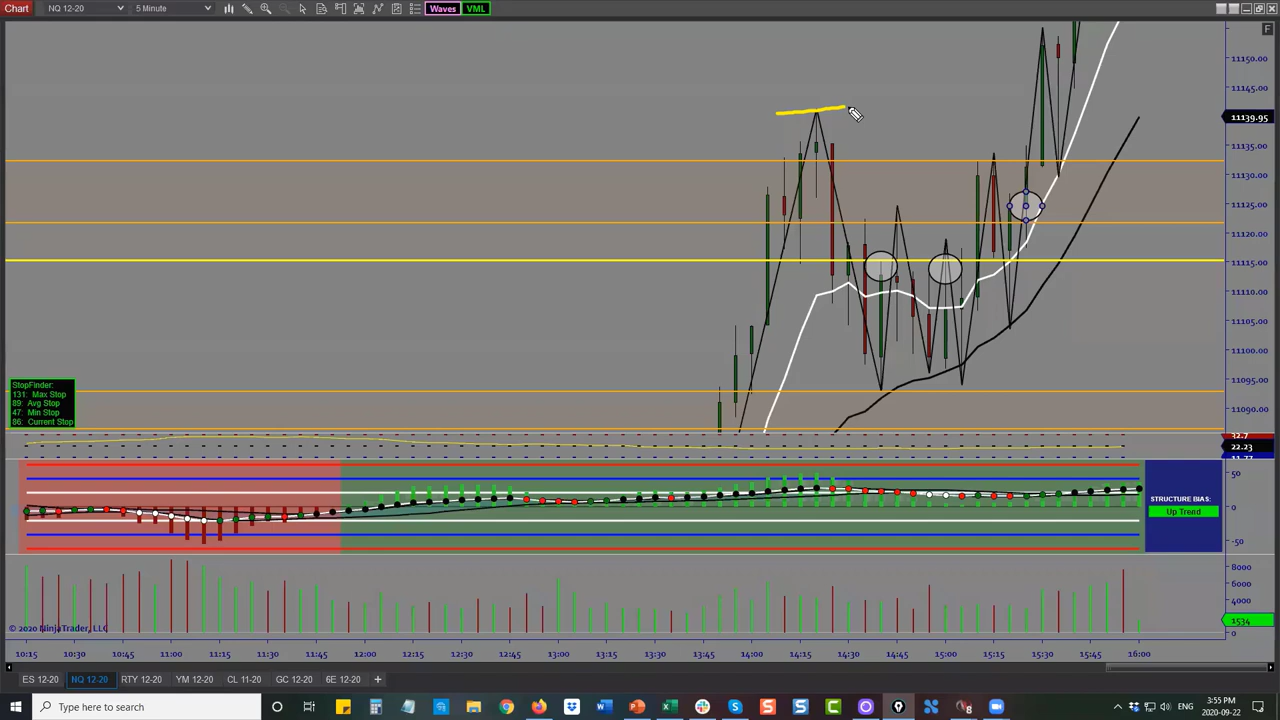 Chart NQ 12-20 5 Minute Waves VML
F
11150.00
11145.00
11139.95
11135.00
11130.00
11125.00
11120.00
11115.00
11110.00
11105.00
11100.00
11095.00
11090.00
StopFinder:
131: Max Stop
89: Avg Stop
47: Min Stop
86: Current Stop
32.7
22.23
11.77
50
0
-50
STRUCTURE BIAS:
Up Trend
8000
6000
4000
1534
0
© 2020 NinjaTrader, LLC
10:15 10:30 10:45 11:00 11:15 11:30 11:45 12:00 12:15 12:30 12:45 13:00 13:15 13:30 13:45 14:00 14:15 14:30 14:45 15:00 15:15 15:30 15:45 16:00
ES 12-20 NQ 12-20 RTY 12-20 YM 12-20 CL 11-20 GC 12-20 6E 12-20 +
Type here to search
ENG
3:55 PM
2020-09-22